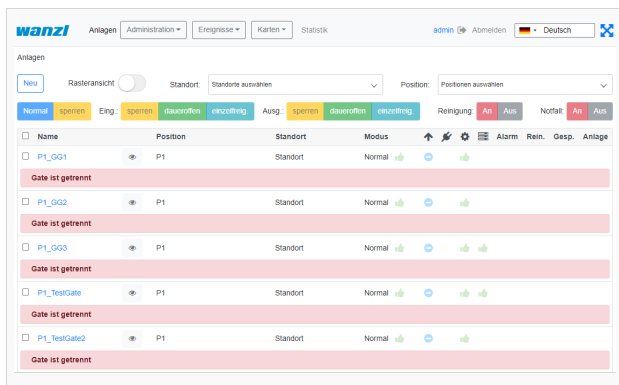 wanzl Anlagen Administration Ereignisse Karten Statistik admin Abmelden Deutsch
Anlagen
Neu Rasteransicht Standort: Standorte auswählen Position: Positionen auswählen
Normal sperren Eing.: sperren daueroffen einzelfreig. Ausg.: sperren daueroffen einzelfreig. Reinigung: An Aus Notfall: An Aus
Name Position Standort Modus Alarm Rein. Gesp. Anlage
P1_GG1 P1 Standort Normal
Gate ist getrennt
P1_GG2 P1 Standort Normal
Gate ist getrennt
P1_GG3 P1 Standort Normal
Gate ist getrennt
P1_TestGate P1 Standort Normal
Gate ist getrennt
P1_TestGate2 P1 Standort Normal
Gate ist getrennt